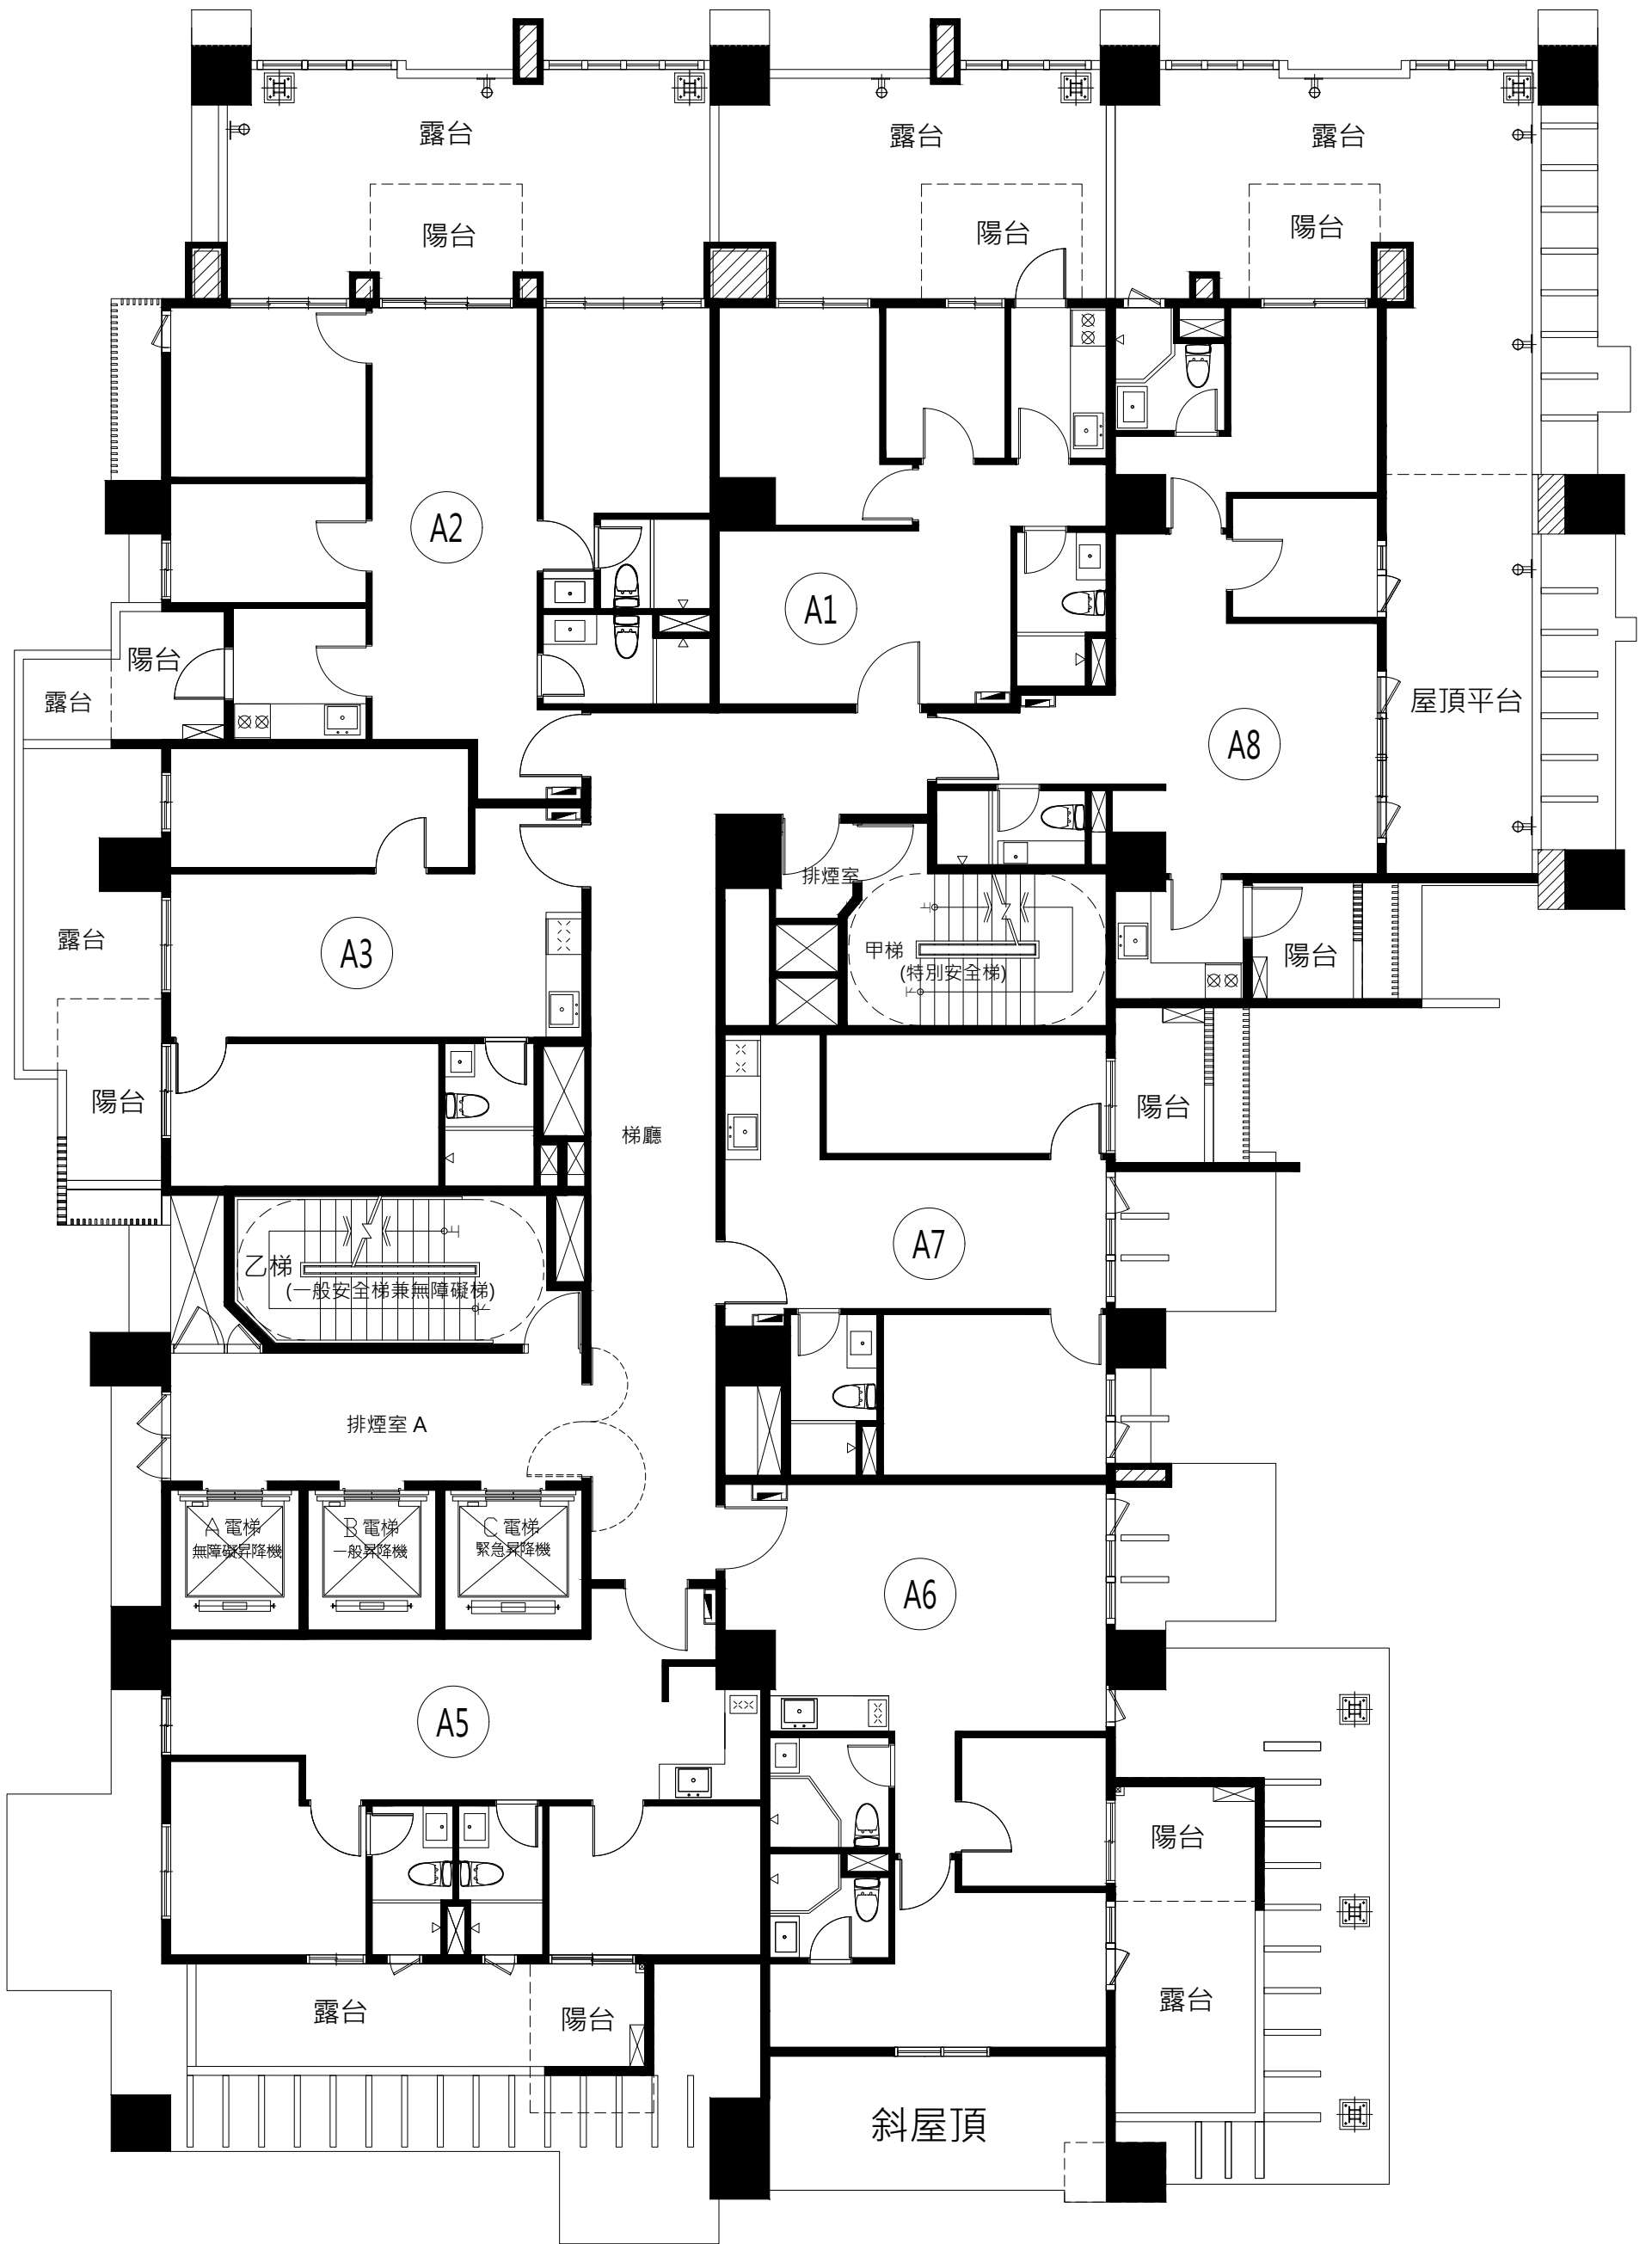 露台
露台
露台
陽台
陽台
陽台
A2
A1
陽台
露台
屋頂平台
A8
排煙室
露台
A3
甲梯
(特別安全梯)
陽台
陽台
陽台
梯廳
A7
乙梯
(一般安全梯兼無障礙梯)
排煙室 A
A 電梯
無障礙昇降機
B 電梯
一般昇降機
C 電梯
緊急昇降機
A6
A5
陽台
露台
露台
陽台
斜屋頂